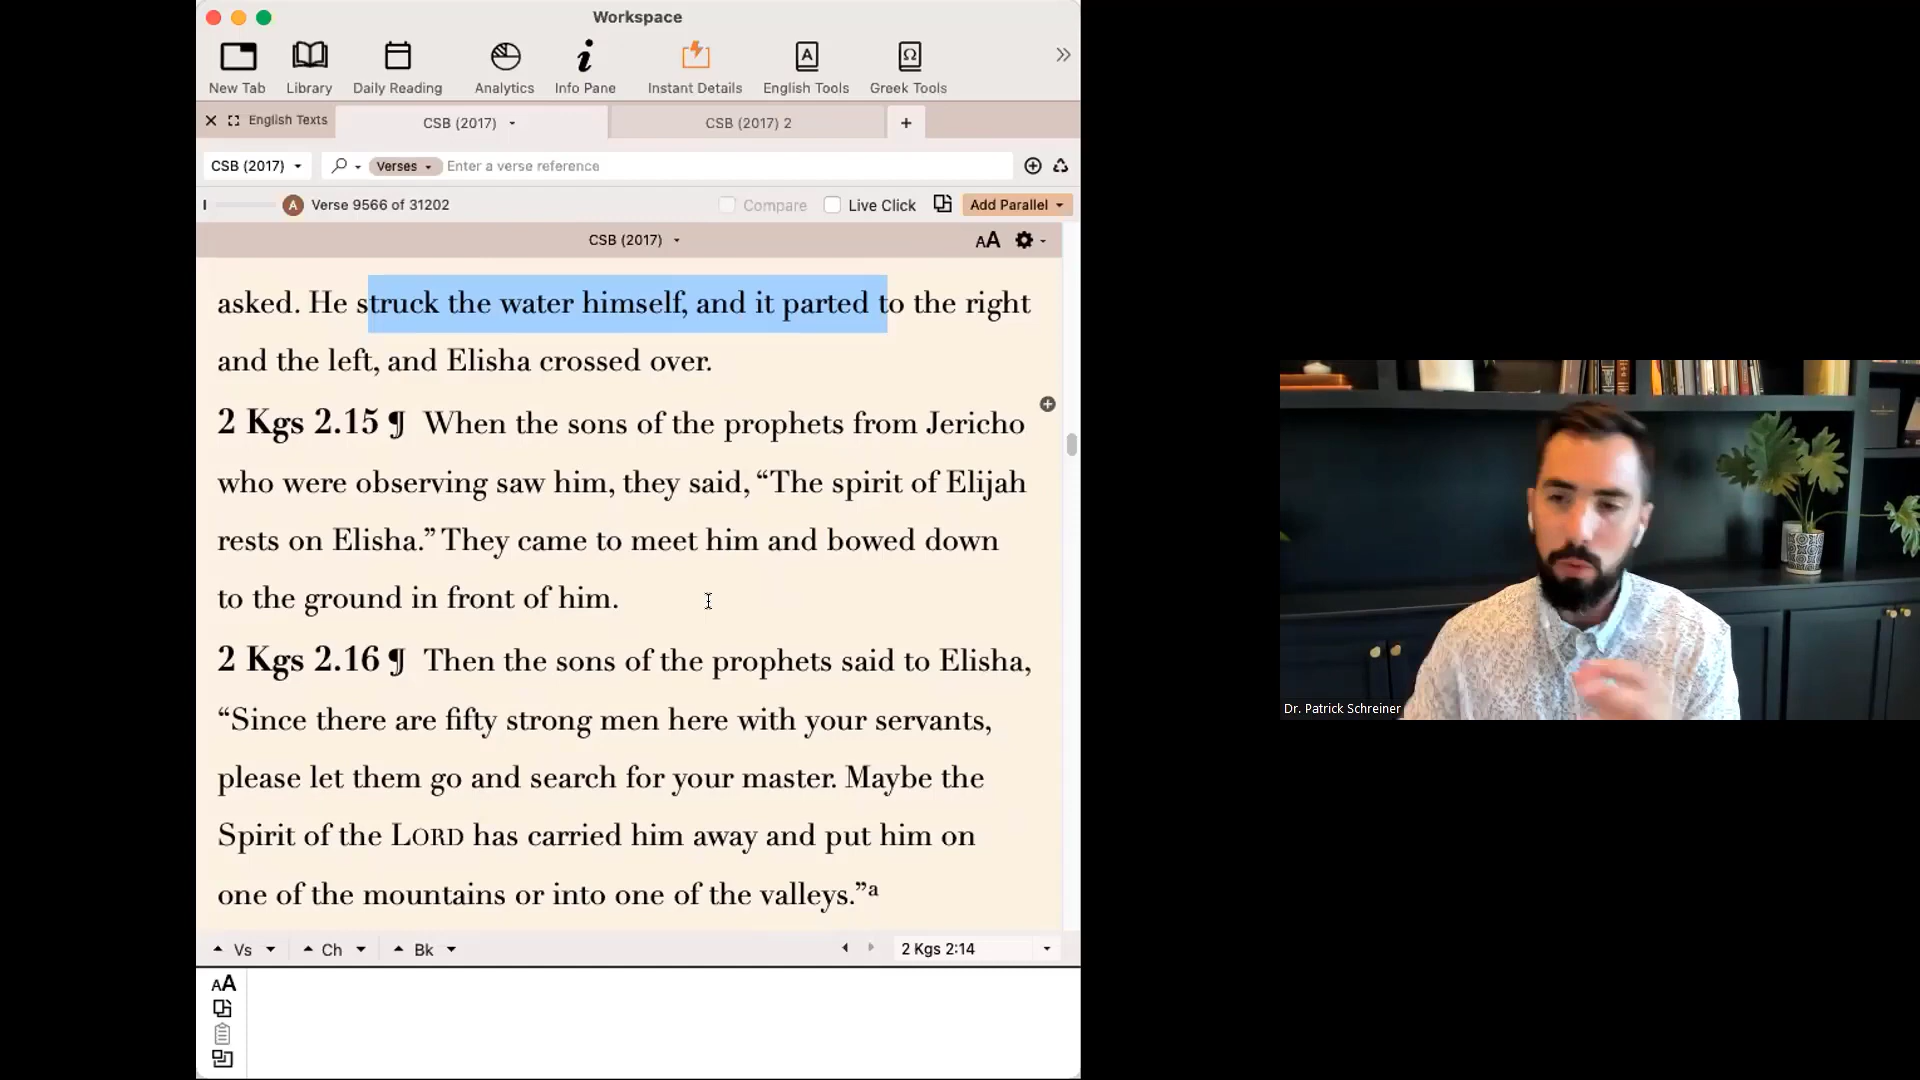 Workspace
New Tab Library Daily Reading Analytics Info Pane Instant Details English Tools Greek Tools
English Texts CSB (2017) CSB (2017) 2
CSB (2017) Verses Enter a verse reference
A Verse 9566 of 31202 Compare Live Click Add Parallel
CSB (2017) AA
asked. He struck the water himself, and it parted to the right
and the left, and Elisha crossed over.
2 Kgs 2.15 ¶ When the sons of the prophets from Jericho
who were observing saw him, they said, “The spirit of Elijah
rests on Elisha.” They came to meet him and bowed down
to the ground in front of him.
2 Kgs 2.16 ¶ Then the sons of the prophets said to Elisha,
“Since there are fifty strong men here with your servants,
please let them go and search for your master. Maybe the
Spirit of the LORD has carried him away and put him on
one of the mountains or into one of the valleys.”a
Vs Ch Bk 2 Kgs 2:14
AA
Dr. Patrick Schreiner